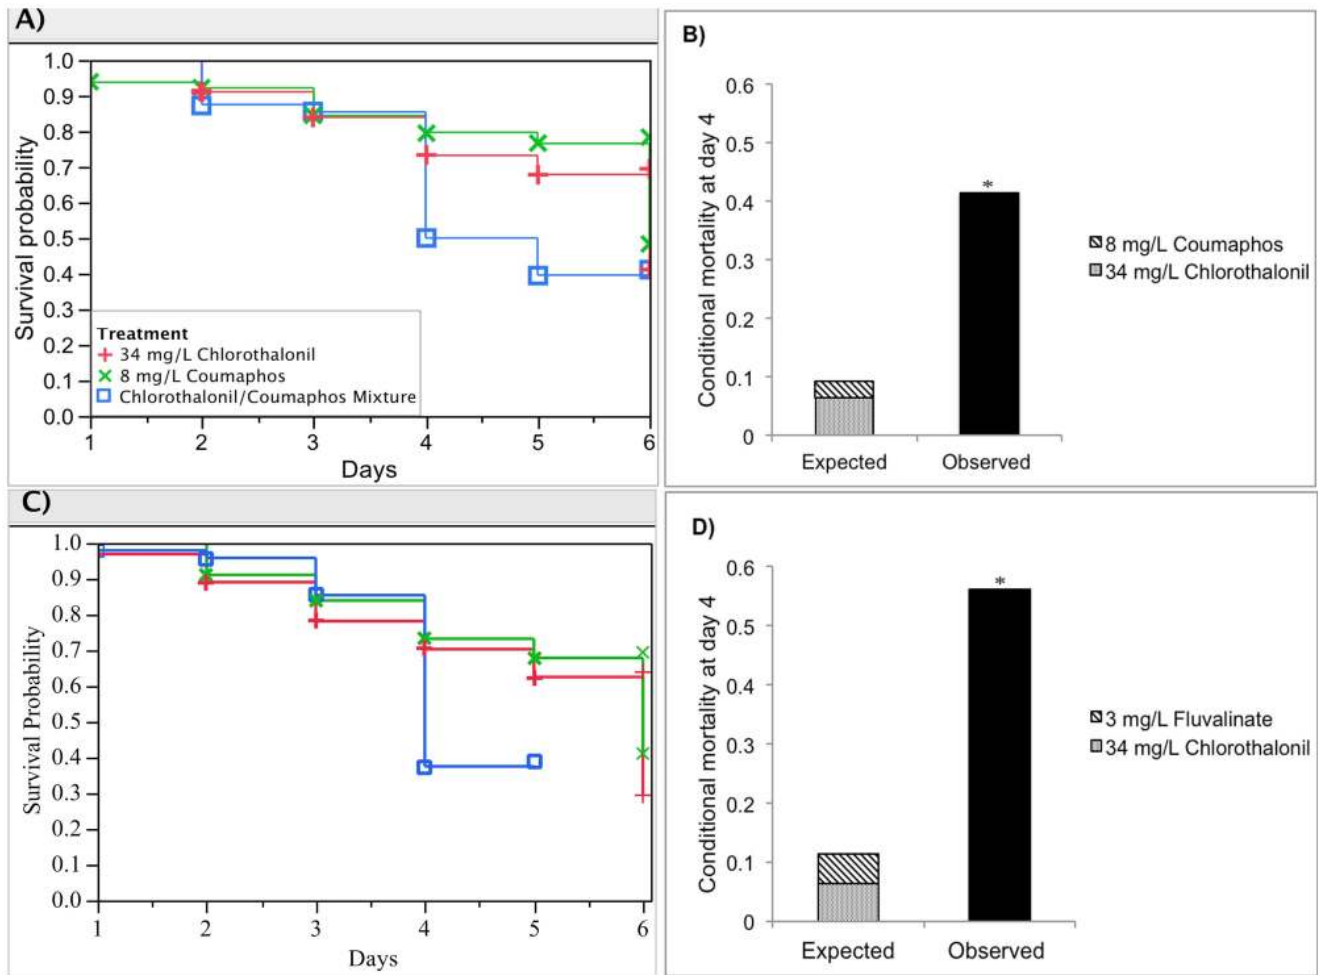 A)
Survival probability
1.0
0.9
0.8
0.7
0.6
0.5
0.4
0.3
0.2
0.1
0.0
Treatment
34 mg/L Chlorothalonil
8 mg/L Coumaphos
Chlorothalonil/Coumaphos Mixture
1 2 3 4 5 6
Days
B)
Conditional mortality at day 4
0.6
0.5
0.4
0.3
0.2
0.1
0
*
Expected Observed
8 mg/L Coumaphos
34 mg/L Chlorothalonil
C)
Survival Probability
1.0
0.9
0.8
0.7
0.6
0.5
0.4
0.3
0.2
0.1
0.0
1 2 3 4 5 6
Days
D)
Conditional mortality at day 4
0.6
0.5
0.4
0.3
0.2
0.1
0
*
Expected Observed
3 mg/L Fluvalinate
34 mg/L Chlorothalonil